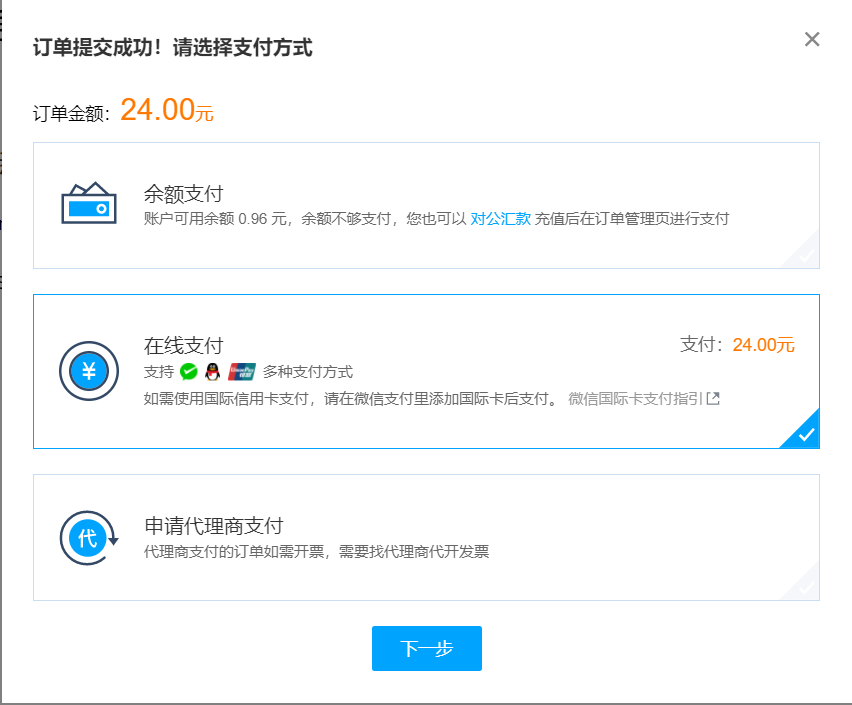 订单提交成功！请选择支付方式
订单金额：24.00元
余额支付
账户可用余额 0.96 元，余额不够支付，您也可以 对公汇款 充值后在订单管理页进行支付
在线支付
支付：24.00元
¥
支持 UnionPay 银联 多种支付方式
如需使用国际信用卡支付，请在微信支付里添加国际卡后支付。 微信国际卡支付指引
代
申请代理商支付
代理商支付的订单如需开票，需要找代理商代开发票
下一步